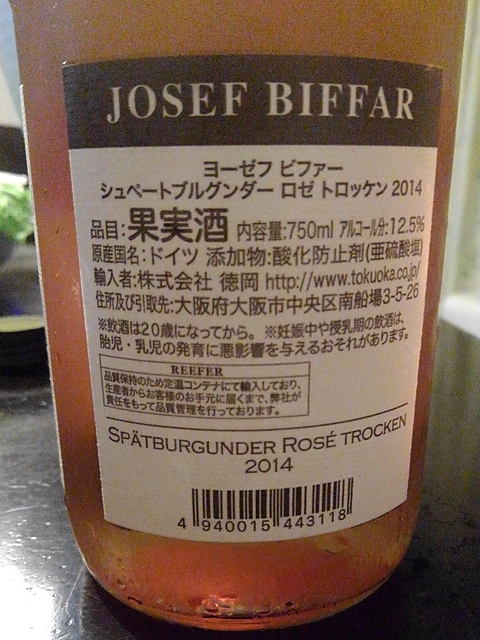 JOSEF BIFFAR
ヨーゼフ ビファー
シュペートブルグンダー ロゼ トロッケン 2014
品目:果実酒 内容量:750ml アルコール分:12.5%
原産国名:ドイツ 添加物:酸化防止剤(亜硫酸塩)
輸入者:株式会社 徳岡 http://www.tokuoka.co.jp/
住所及び引取先:大阪府大阪市中央区南船場3-5-26
※飲酒は20歳になってから。 ※妊娠中や授乳期の飲酒は、
胎児・乳児の発育に悪影響を与えるおそれがあります。
REEFER
品質保持のため定温コンテナにて輸入しており、
生産者からお客様のお手元に届くまで、弊社が
責任をもって品質管理を行っております。
SPÄTBURGUNDER ROSÉ TROCKEN
2014
4 940015 443118